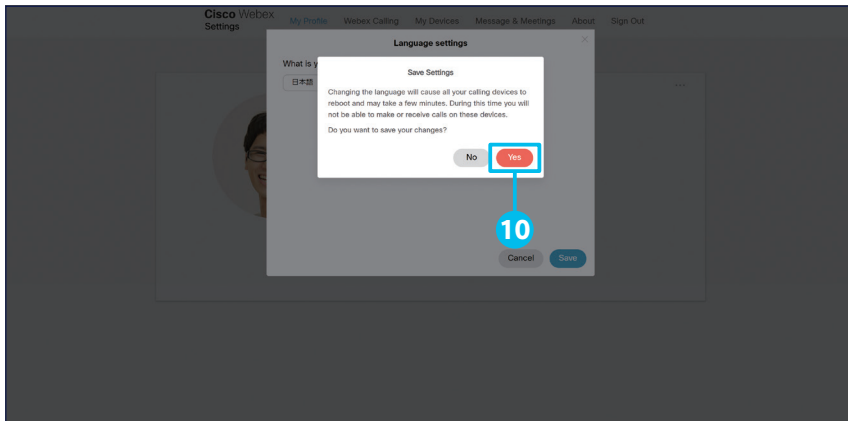 Cisco Webex
Settings
My Profile Webex Calling My Devices Message & Meetings About Sign Out
Language settings
What is y
日本語
Save Settings
Changing the language will cause all your calling devices to
reboot and may take a few minutes. During this time you will
not be able to make or receive calls on these devices.
Do you want to save your changes?
No Yes
10
Cancel Save